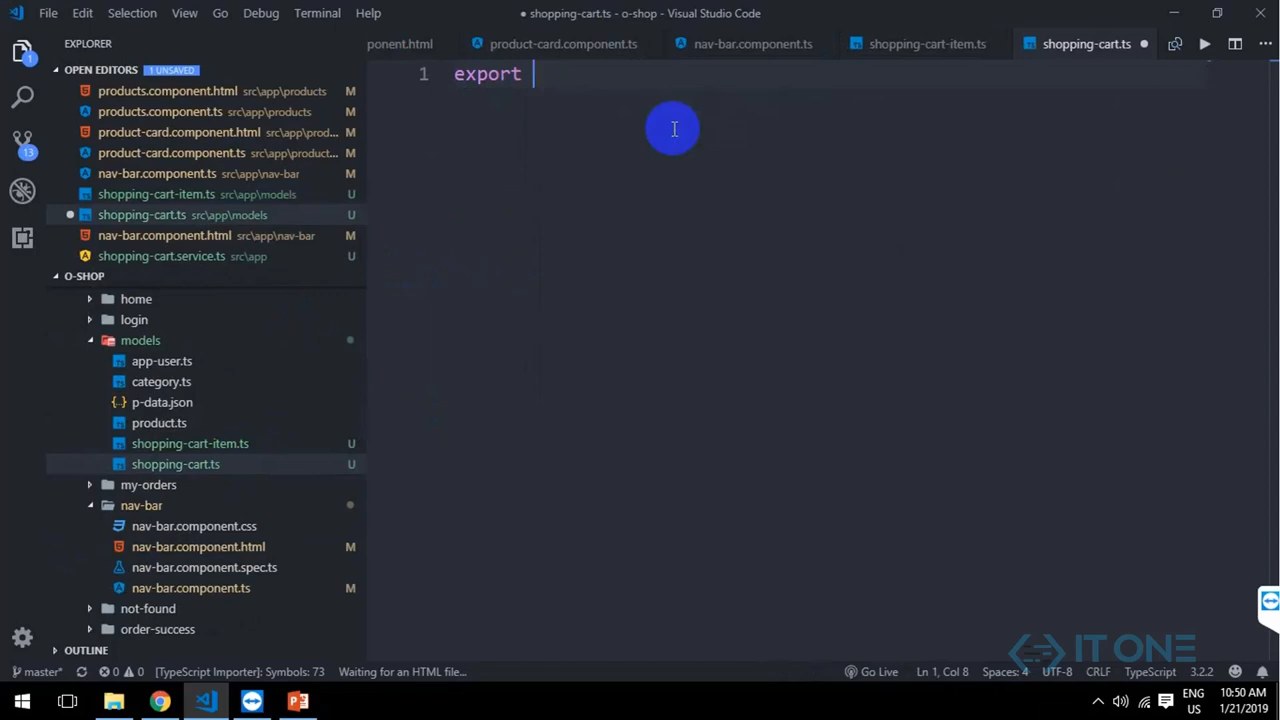 File Edit Selection View Go Debug Terminal Help
● shopping-cart.ts - o-shop - Visual Studio Code
EXPLORER
ponent.html product-card.component.ts nav-bar.component.ts shopping-cart-item.ts shopping-cart.ts
OPEN EDITORS 1 UNSAVED
1 export
products.component.html src\app\products M
products.component.ts src\app\products M
product-card.component.html src\app\prod... M
product-card.component.ts src\app\product... M
nav-bar.component.ts src\app\nav-bar M
shopping-cart-item.ts src\app\models U
shopping-cart.ts src\app\models U
nav-bar.component.html src\app\nav-bar M
shopping-cart.service.ts src\app U
O-SHOP
home
login
models
app-user.ts
category.ts
p-data.json
product.ts
shopping-cart-item.ts U
shopping-cart.ts U
my-orders
nav-bar
nav-bar.component.css
nav-bar.component.html M
nav-bar.component.spec.ts
nav-bar.component.ts M
not-found
order-success
OUTLINE
1
13
IT ONE
master* 0 0 [TypeScript Importer]: Symbols: 73 Waiting for an HTML file... Go Live Ln 1, Col 8 Spaces: 4 UTF-8 CRLF TypeScript 3.2.2
ENG
US
10:50 AM
1/21/2019